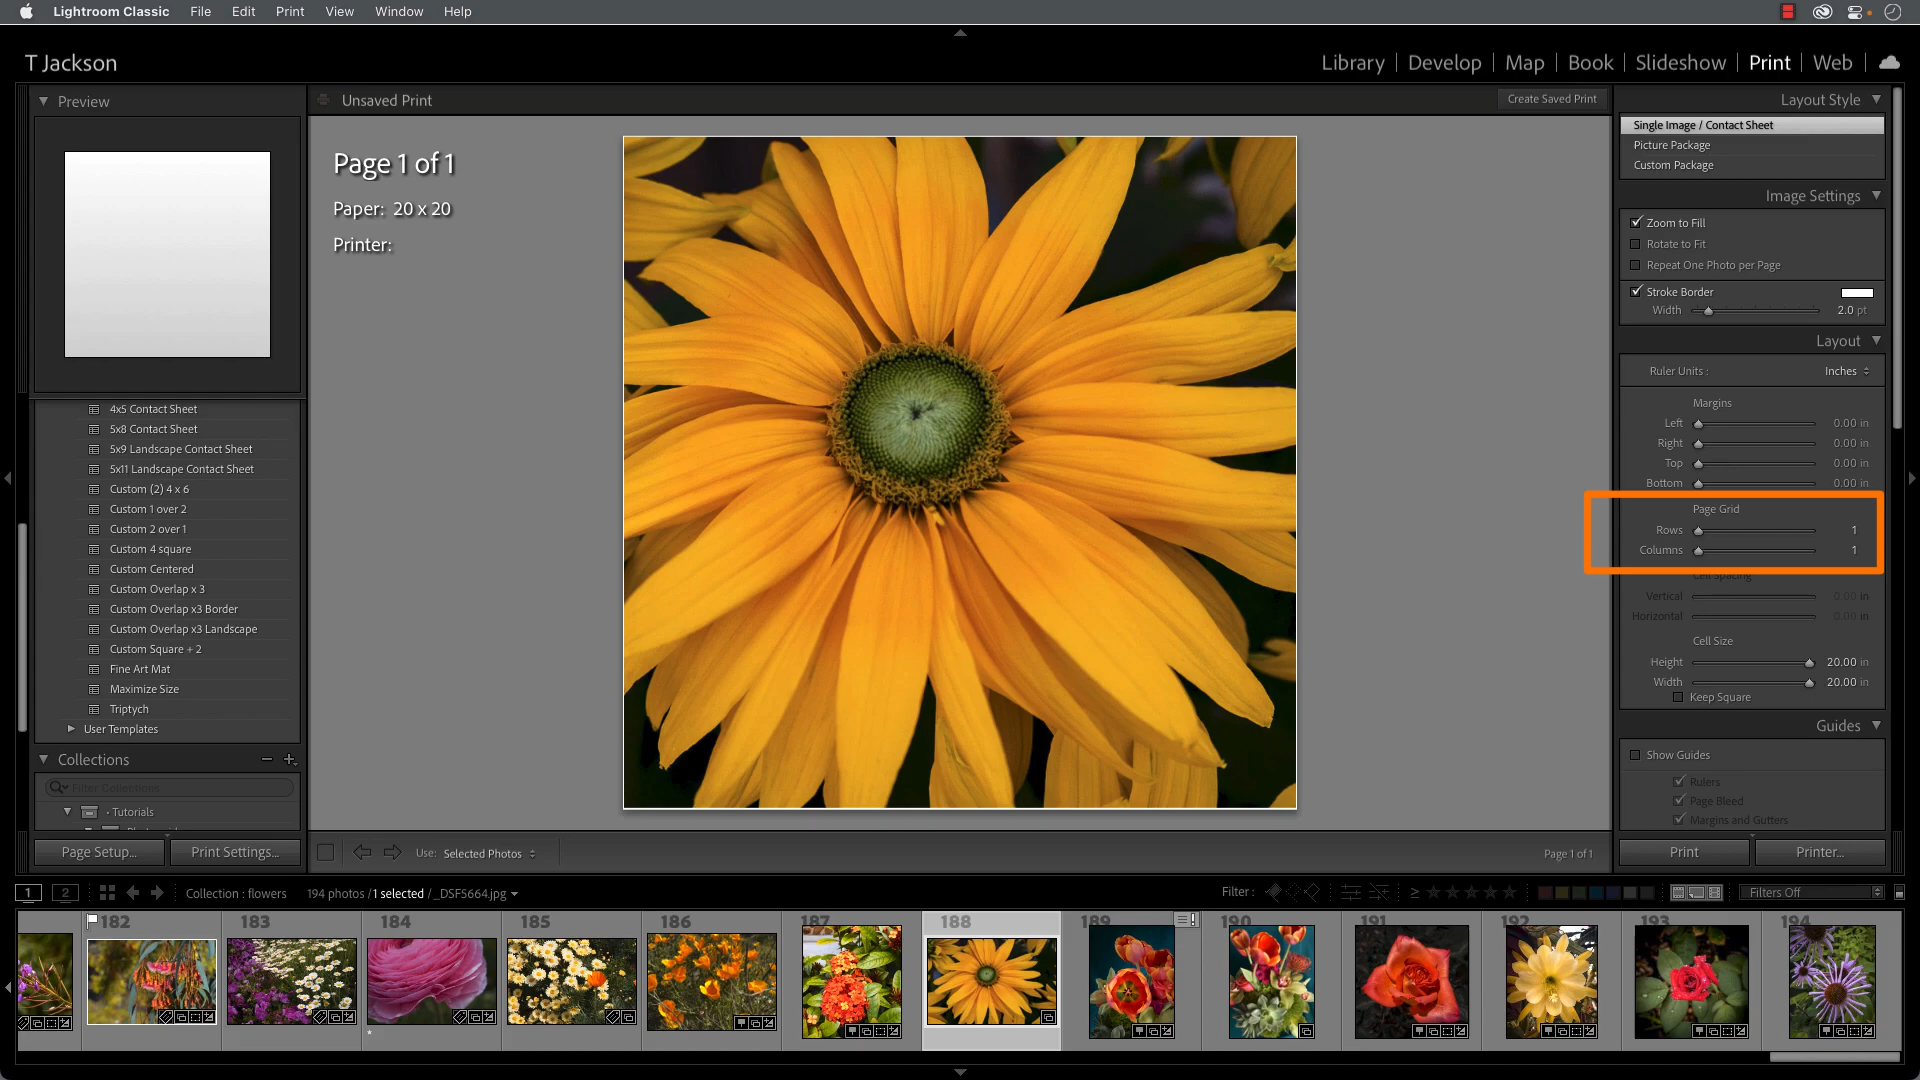 Lightroom Classic File Edit Print View Window Help
T Jackson
Library Develop Map Book Slideshow Print Web
Preview
Unsaved Print
Create Saved Print
Page 1 of 1
Paper: 20 x 20
Printer:
4x5 Contact Sheet
5x8 Contact Sheet
5x9 Landscape Contact Sheet
5x11 Landscape Contact Sheet
Custom (2) 4 x 6
Custom 1 over 2
Custom 2 over 1
Custom 4 square
Custom Centered
Custom Overlap x 3
Custom Overlap x3 Border
Custom Overlap x3 Landscape
Custom Square + 2
Fine Art Mat
Maximize Size
Triptych
User Templates
Collections
Filter Collections
- Tutorials
Page Setup...
Print Settings...
Use: Selected Photos
Page 1 of 1
Layout Style
Single Image / Contact Sheet
Picture Package
Custom Package
Image Settings
Zoom to Fill
Rotate to Fit
Repeat One Photo per Page
Stroke Border
Width 2.0 pt
Layout
Ruler Units : Inches
Margins
Left 0.00 in
Right 0.00 in
Top 0.00 in
Bottom 0.00 in
Page Grid
Rows 1
Columns 1
Cell Spacing
Vertical 0.00 in
Horizontal 0.00 in
Cell Size
Height 20.00 in
Width 20.00 in
Keep Square
Guides
Show Guides
Rulers
Page Bleed
Margins and Gutters
Print
Printer...
1 2 Collection : flowers 194 photos / 1 selected / _DSF5664.jpg
Filter : Filters Off
182 183 184 185 186 187 188 189 190 191 192 193 194